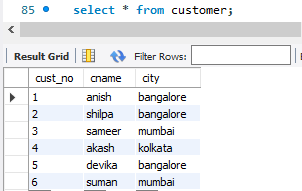 85 select * from customer;
Result Grid Filter Rows:
cust_no cname city
1 anish bangalore
2 shilpa bangalore
3 sameer mumbai
4 akash kolkata
5 devika bangalore
6 suman mumbai